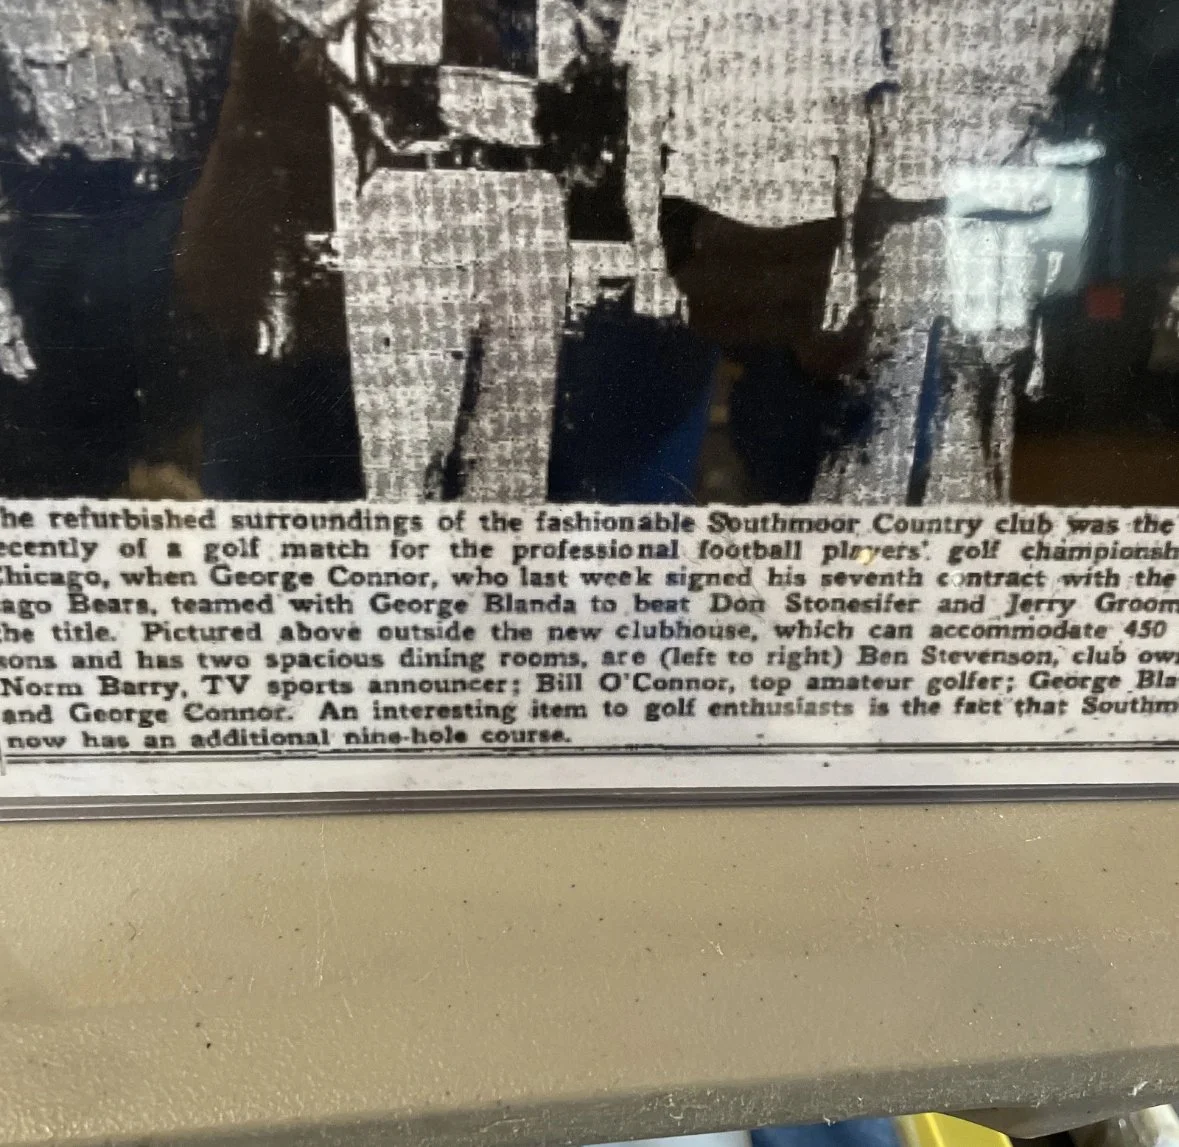 he refurbished surroundings of the fashionable Southmoor Country club was the
ecently of a golf match for the professional football players' golf championsh
hicago, when George Connor, who last week signed his seventh contract with the
ago Bears, teamed with George Blanda to beat Don Stonesifer and Jerry Groom
he title. Pictured above outside the new clubhouse, which can accommodate 450
sons and has two spacious dining rooms, are (left to right) Ben Stevenson, club ow
Norm Barry, TV sports announcer; Bill O'Connor, top amateur golfer; George Bla
and George Connor. An interesting item to golf enthusiasts is the fact that Southm
now has an additional nine-hole course.